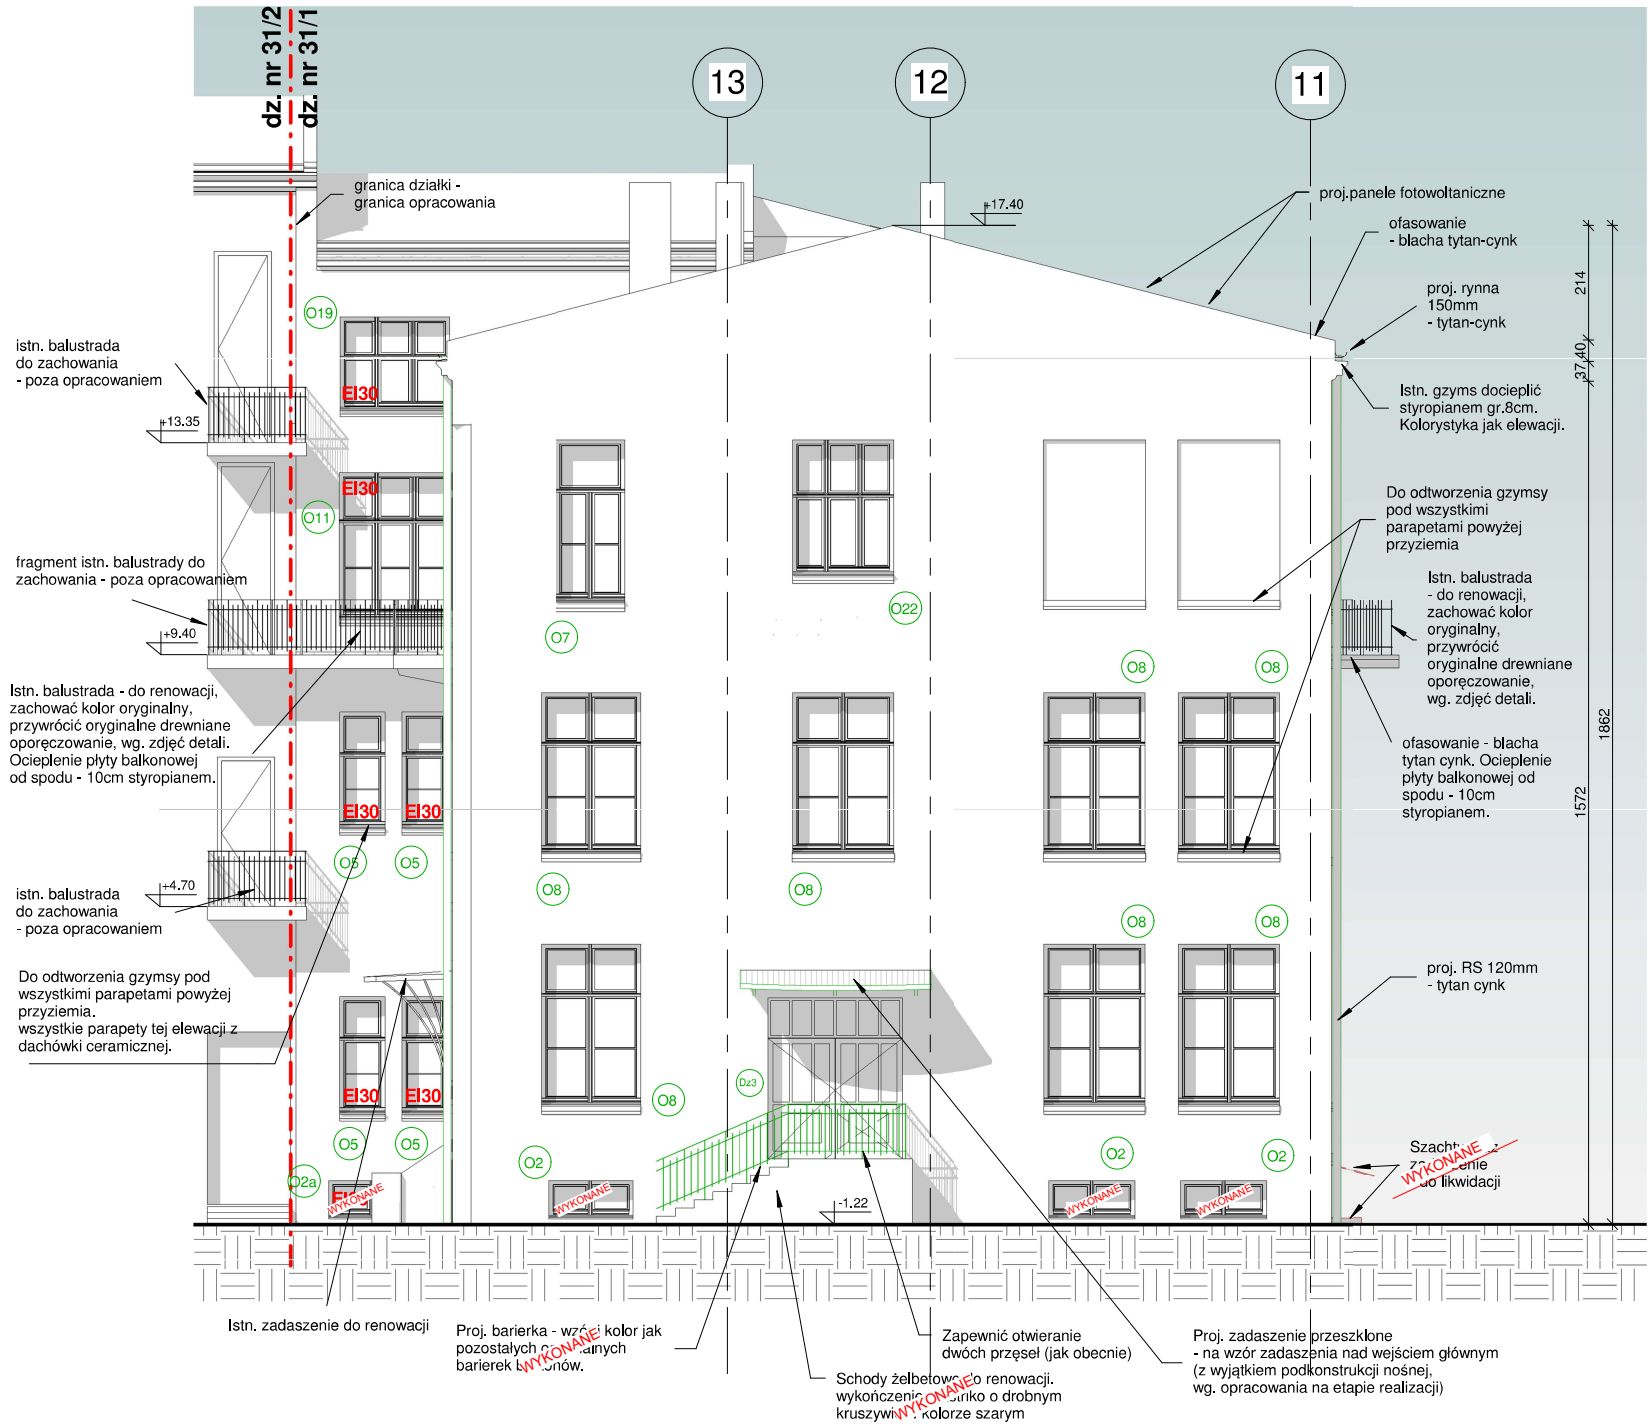 dz. nr 31/2
dz. nr 31/1
13
12
11
granica działki -
granica opracowania
+17.40
proj.panele fotowoltaniczne
ofasowanie
- blacha tytan-cynk
proj. rynna
150mm
- tytan-cynk
214
40
37
1862
1572
O19
EI30
istn. balustrada
do zachowania
- poza opracowaniem
+13.35
Istn. gzyms docieplić
styropianem gr.8cm.
Kolorystyka jak elewacji.
EI30
O11
Do odtworzenia gzymsy
pod wszystkimi
parapetami powyżej
przyziemia
fragment istn. balustrady do
zachowania - poza opracowaniem
+9.40
O7
O22
O8
O8
Istn. balustrada
- do renowacji,
zachować kolor
oryginalny,
przywrócić
oryginalne drewniane
oporęczowanie,
wg. zdjęć detali.
Istn. balustrada - do renowacji,
zachować kolor oryginalny,
przywrócić oryginalne drewniane
oporęczowanie, wg. zdjęć detali.
Ocieplenie płyty balkonowej
od spodu - 10cm styropianem.
ofasowanie - blacha
tytan cynk. Ocieplenie
płyty balkonowej od
spodu - 10cm
styropianem.
EI30
EI30
O5
O5
O8
O8
+4.70
istn. balustrada
do zachowania
- poza opracowaniem
O8
O8
Do odtworzenia gzymsy pod
wszystkimi parapetami powyżej
przyziemia.
wszystkie parapety tej elewacji z
dachówki ceramicznej.
proj. RS 120mm
- tytan cynk
EI30
EI30
O8
Dz3
O5
O5
O2a
O2
O2
O2
WYKONANE
WYKONANE
WYKONANE
WYKONANE
-1.22
WYKONANE
do likwidacji
Istn. zadaszenie do renowacji
Proj. barierka - kolor jak
pozostałych
barierek
WYKONANE
Schody żelbetowe do renowacji.
wykończenie o drobnym
kolorze szarym
WYKONANE
Zapewnić otwieranie
dwóch przęseł (jak obecnie)
Proj. zadaszenie przeszklone
- na wzór zadaszenia nad wejściem głównym
(z wyjątkiem podkonstrukcji nośnej,
wg. opracowania na etapie realizacji)